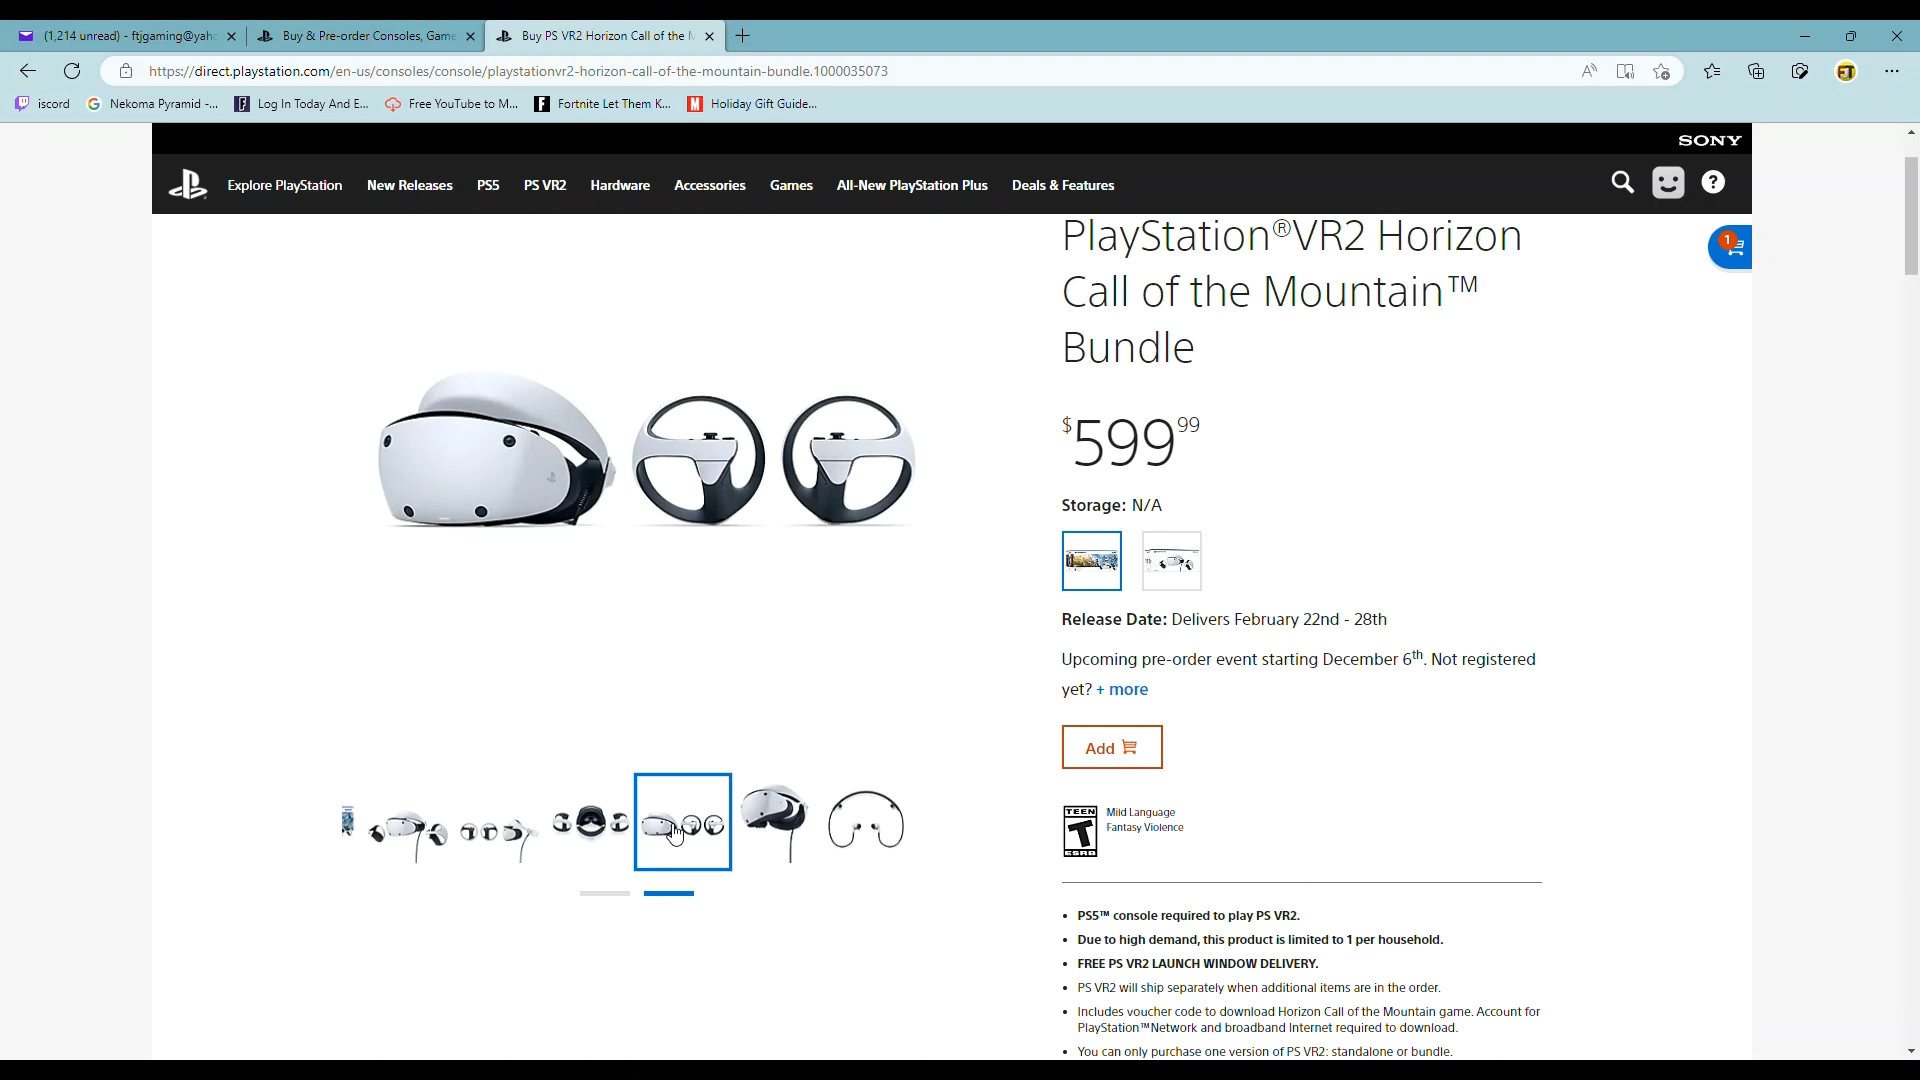 (1,214 unread) - ftjgaming@yah
Buy & Pre-order Consoles, Game
Buy PS VR2 Horizon Call of the M
https://direct.playstation.com/en-us/consoles/console/playstationvr2-horizon-call-of-the-mountain-bundle.1000035073
iscord
Nekoma Pyramid -...
Log In Today And E...
Free YouTube to M...
Fortnite Let Them K...
Holiday Gift Guide...
SONY
Explore PlayStation
New Releases
PS5
PS VR2
Hardware
Accessories
Games
All-New PlayStation Plus
Deals & Features
1
PlayStation®VR2 Horizon
Call of the Mountain™
Bundle
$599.99
Storage: N/A
Release Date: Delivers February 22nd - 28th
Upcoming pre-order event starting December 6th. Not registered
yet? + more
Add
TEEN
T
ESRB
Mild Language
Fantasy Violence
• PS5™ console required to play PS VR2.
• Due to high demand, this product is limited to 1 per household.
• FREE PS VR2 LAUNCH WINDOW DELIVERY.
• PS VR2 will ship separately when additional items are in the order.
• Includes voucher code to download Horizon Call of the Mountain game. Account for
PlayStation™Network and broadband Internet required to download.
• You can only purchase one version of PS VR2: standalone or bundle.